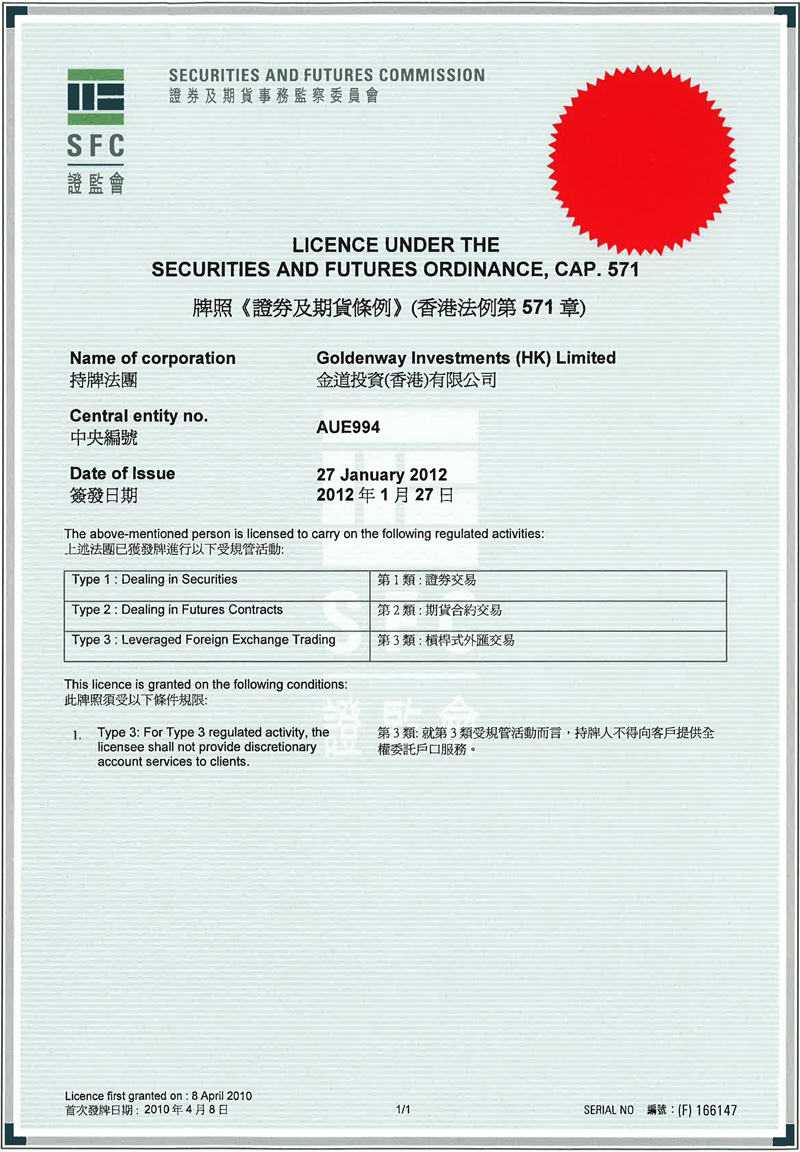 SECURITIES AND FUTURES COMMISSION
證券及期貨事務監察委員會
SFC
證監會
LICENCE UNDER THE
SECURITIES AND FUTURES ORDINANCE, CAP. 571
牌照《證券及期貨條例》(香港法例第 571 章)
Name of corporation
持牌法團
Goldenway Investments (HK) Limited
金道投資(香港)有限公司
Central entity no.
中央編號
AUE994
Date of Issue
簽發日期
27 January 2012
2012 年 1 月 27 日
The above-mentioned person is licensed to carry on the following regulated activities:
上述法團已獲發牌進行以下受規管活動:
Type 1 : Dealing in Securities
第 1 類 : 證券交易
Type 2 : Dealing in Futures Contracts
第 2 類 : 期貨合約交易
Type 3 : Leveraged Foreign Exchange Trading
第 3 類 : 槓桿式外匯交易
SFC
證監會
This licence is granted on the following conditions:
此牌照須受以下條件規限:
1. Type 3: For Type 3 regulated activity, the
licensee shall not provide discretionary
account services to clients.
第 3 類: 就第 3 類受規管活動而言，持牌人不得向客戶提供全
權委託戶口服務。
Licence first granted on : 8 April 2010
首次發牌日期 : 2010 年 4 月 8 日
1/1
SERIAL NO 編號 : (F) 166147